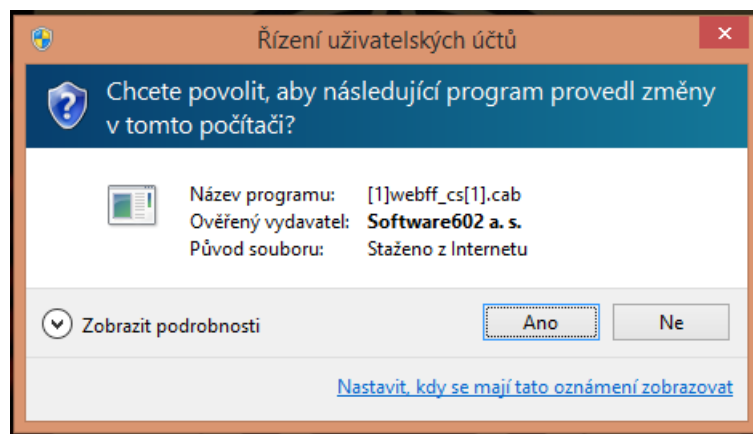 Řízení uživatelských účtů
Chcete povolit, aby následující program provedl změny
v tomto počítači?
Název programu: [1]webff_cs[1].cab
Ověřený vydavatel: Software602 a. s.
Původ souboru: Staženo z Internetu
Zobrazit podrobnosti
Ano
Ne
Nastavit, kdy se mají tato oznámení zobrazovat